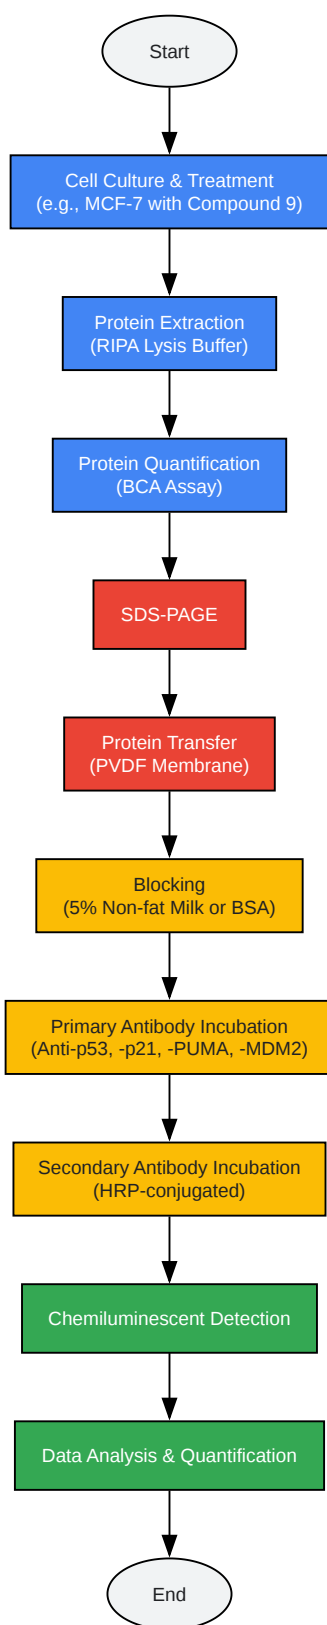 Start
Cell Culture & Treatment
(e.g., MCF-7 with Compound 9)
Protein Extraction
(RIPA Lysis Buffer)
Protein Quantification
(BCA Assay)
SDS-PAGE
Protein Transfer
(PVDF Membrane)
Blocking
(5% Non-fat Milk or BSA)
Primary Antibody Incubation
(Anti-p53, -p21, -PUMA, -MDM2)
Secondary Antibody Incubation
(HRP-conjugated)
Chemiluminescent Detection
Data Analysis & Quantification
End